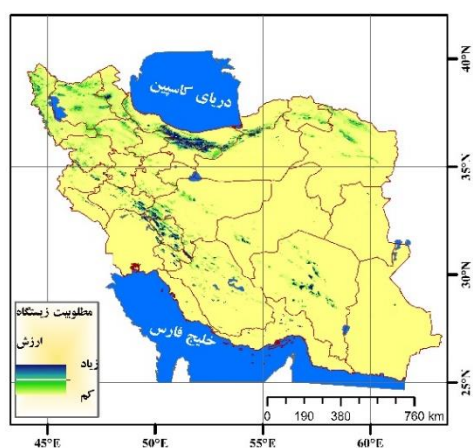 دریای کاسپین
خلیج فارس
مطلوبیت زیستگاه
ارزش
زیاد
کم
40°N
35°N
30°N
25°N
45°E
50°E
55°E
60°E
0 190 380 760 km